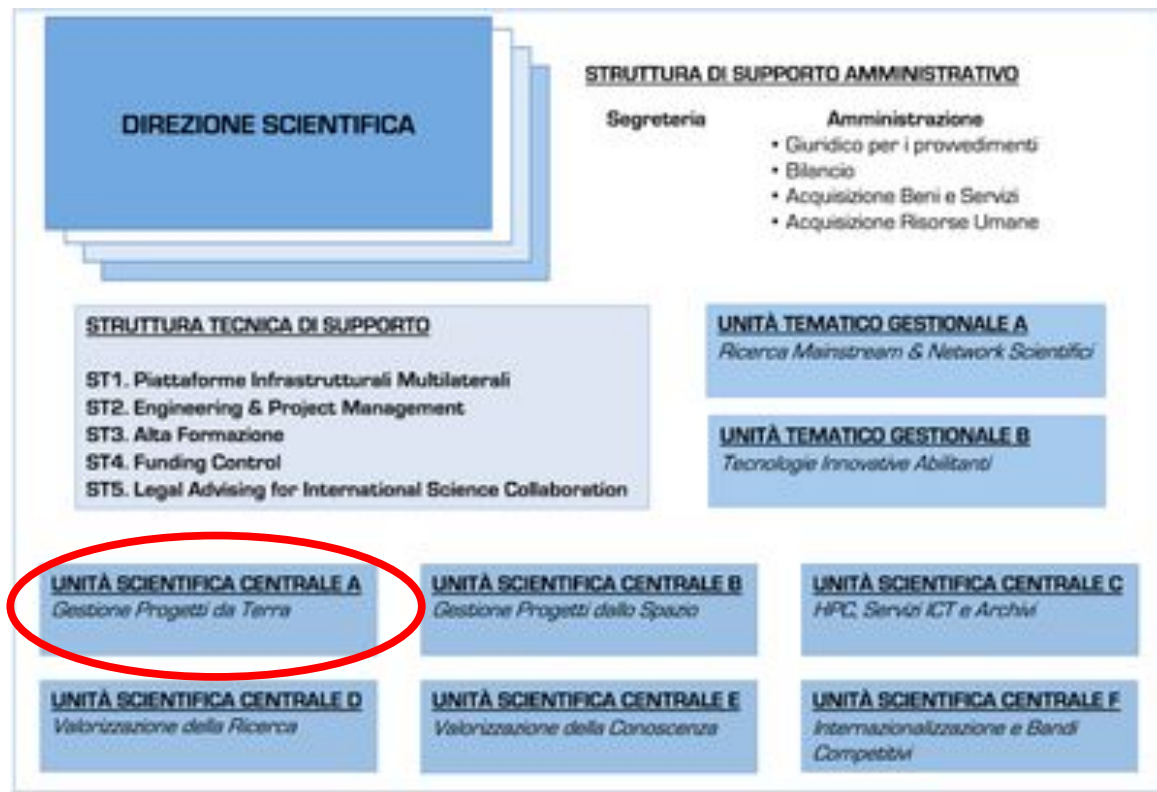 DIREZIONE SCIENTIFICA
STRUTTURA DI SUPPORTO AMMINISTRATIVO
Segreteria
Amministrazione
• Giuridico per i provvedimenti
• Bilancio
• Acquisizione Beni e Servizi
• Acquisizione Risorse Umane
STRUTTURA TECNICA DI SUPPORTO
ST1. Piattaforme Infrastrutturali Multilaterali
ST2. Engineering & Project Management
ST3. Alta Formazione
ST4. Funding Control
ST5. Legal Advising for International Science Collaboration
UNITÀ TEMATICO GESTIONALE A
Ricerca Mainstream & Network Scientifici
UNITÀ TEMATICO GESTIONALE B
Tecnologie Innovative Abilitanti
UNITÀ SCIENTIFICA CENTRALE A
Gestione Progetti da Terra
UNITÀ SCIENTIFICA CENTRALE B
Gestione Progetti dallo Spazio
UNITÀ SCIENTIFICA CENTRALE C
HPC, Servizi ICT e Archivi
UNITÀ SCIENTIFICA CENTRALE D
Valorizzazione della Ricerca
UNITÀ SCIENTIFICA CENTRALE E
Valorizzazione della Conoscenza
UNITÀ SCIENTIFICA CENTRALE F
Internazionalizzazione e Bandi
Competitivi